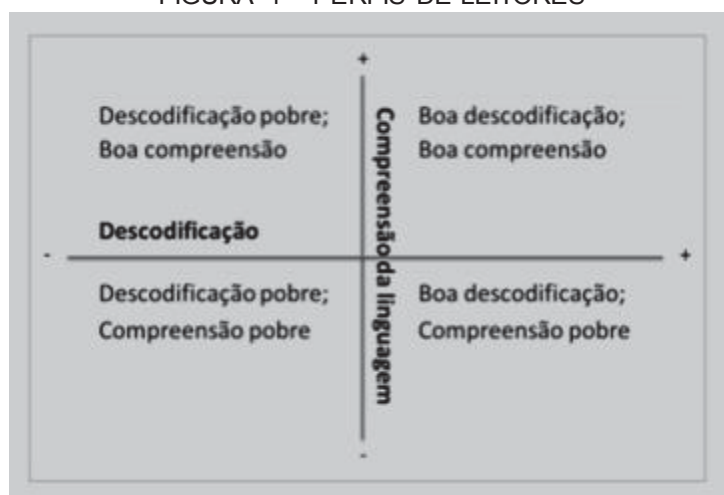 FIGURA 1 - PERFIS DE LEITORES
+
Descodificação pobre;
Boa compreensão
Boa descodificação;
Boa compreensão
Compreensão da linguagem
Descodificação
-
+
Descodificação pobre;
Compreensão pobre
Boa descodificação;
Compreensão pobre
-